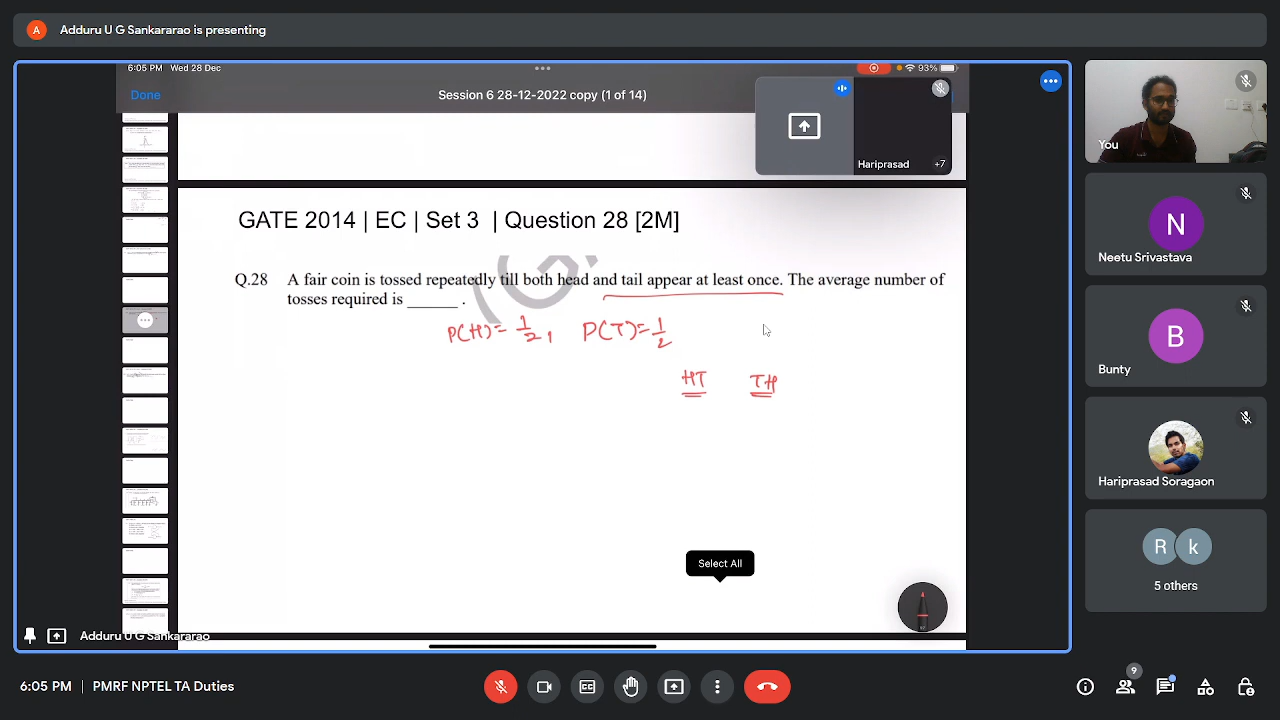 A
Adduru U G Sankararao is presenting
6:05 PM Wed 28 Dec
93%
Done
Session 6 28-12-2022 copy (1 of 14)
Hariprasad
+7
You
GATE 2014 | EC | Set 3 | Question 28 [2M]
Q.28 A fair coin is tossed repeatedly till both head and tail appear at least once. The average number of
tosses required is ______ .
P(H)= 1/2, P(T)= 1/2
HT TH
N
Neetu Srivastava
B
Bunty
Hariprasad Soraggon
R k
5 others
Select All
Adduru U G Sankararao
6:05 PM | PMRF NPTEL TA Duties
9